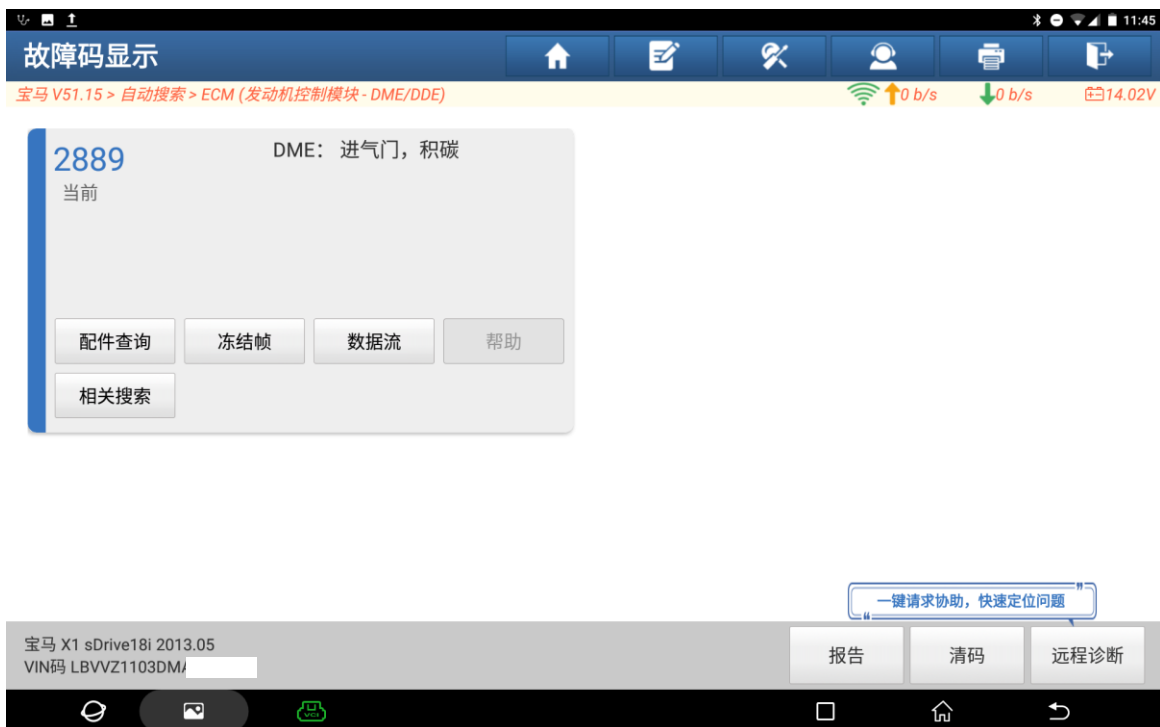 11:45
故障码显示
宝马 V51.15 > 自动搜索 > ECM (发动机控制模块 - DME/DDE)
0 b/s
0 b/s
14.02V
2889
DME： 进气门，积碳
当前
配件查询
冻结帧
数据流
帮助
相关搜索
一键请求协助，快速定位问题
宝马 X1 sDrive18i 2013.05
VIN码 LBVVZ1103DM
报告
清码
远程诊断
VCI